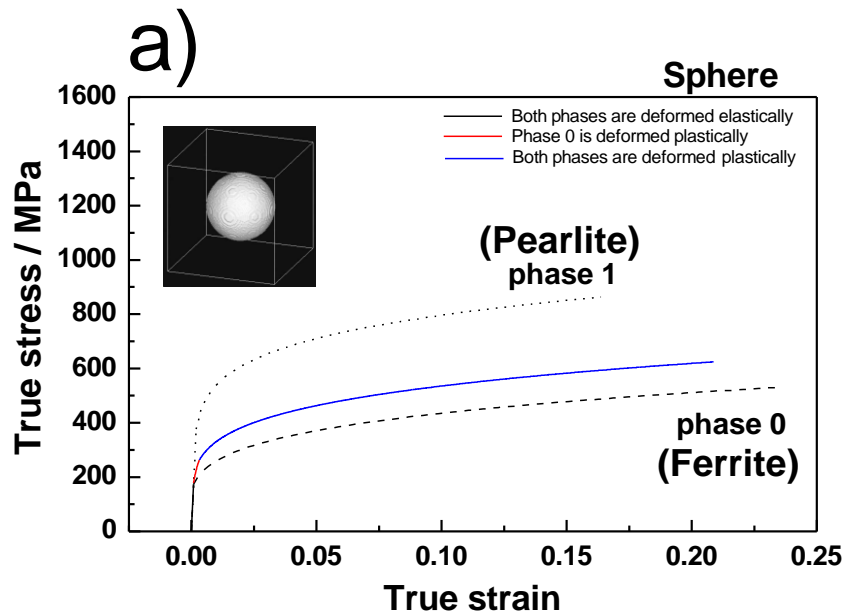 a)
Sphere
Both phases are deformed elastically
Phase 0 is deformed plastically
Both phases are deformed plastically
(Pearlite)
phase 1
phase 0
(Ferrite)
True stress / MPa
1600
1400
1200
1000
800
600
400
200
0
0.00
0.05
0.10
0.15
0.20
0.25
True strain